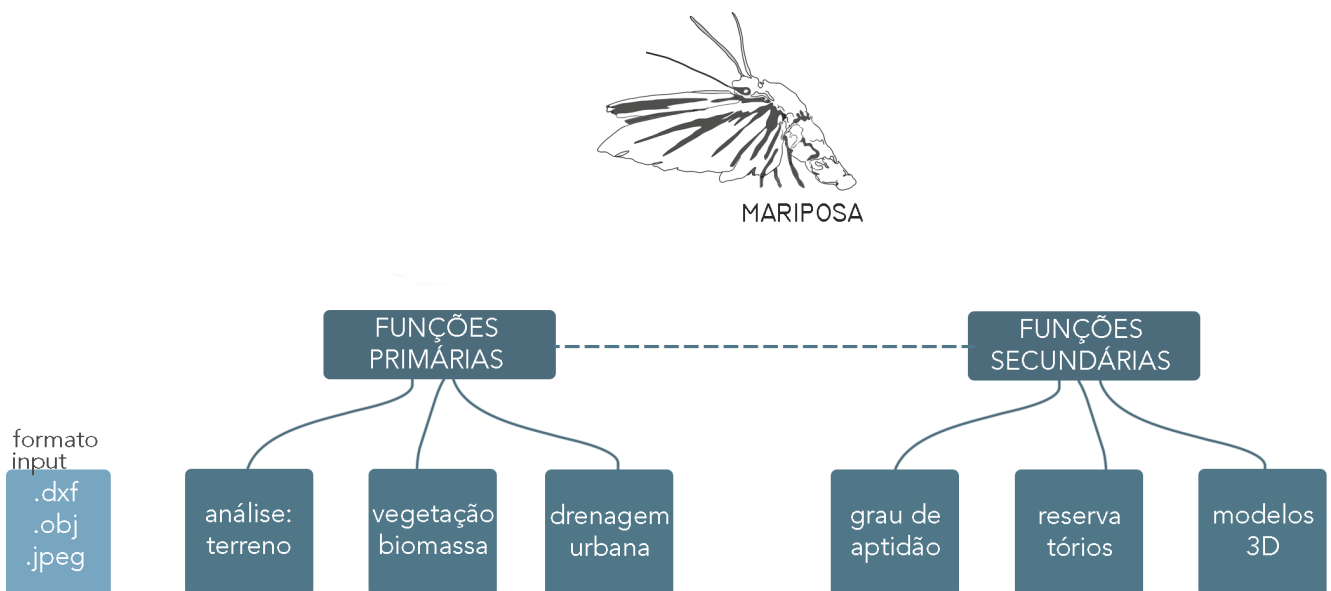 MARIPOSA
FUNÇÕES
PRIMÁRIAS
FUNÇÕES
SECUNDÁRIAS
formato
input
.dxf
.obj
.jpeg
análise:
terreno
vegetação
biomassa
drenagem
urbana
grau de
aptidão
reserva
tórios
modelos
3D